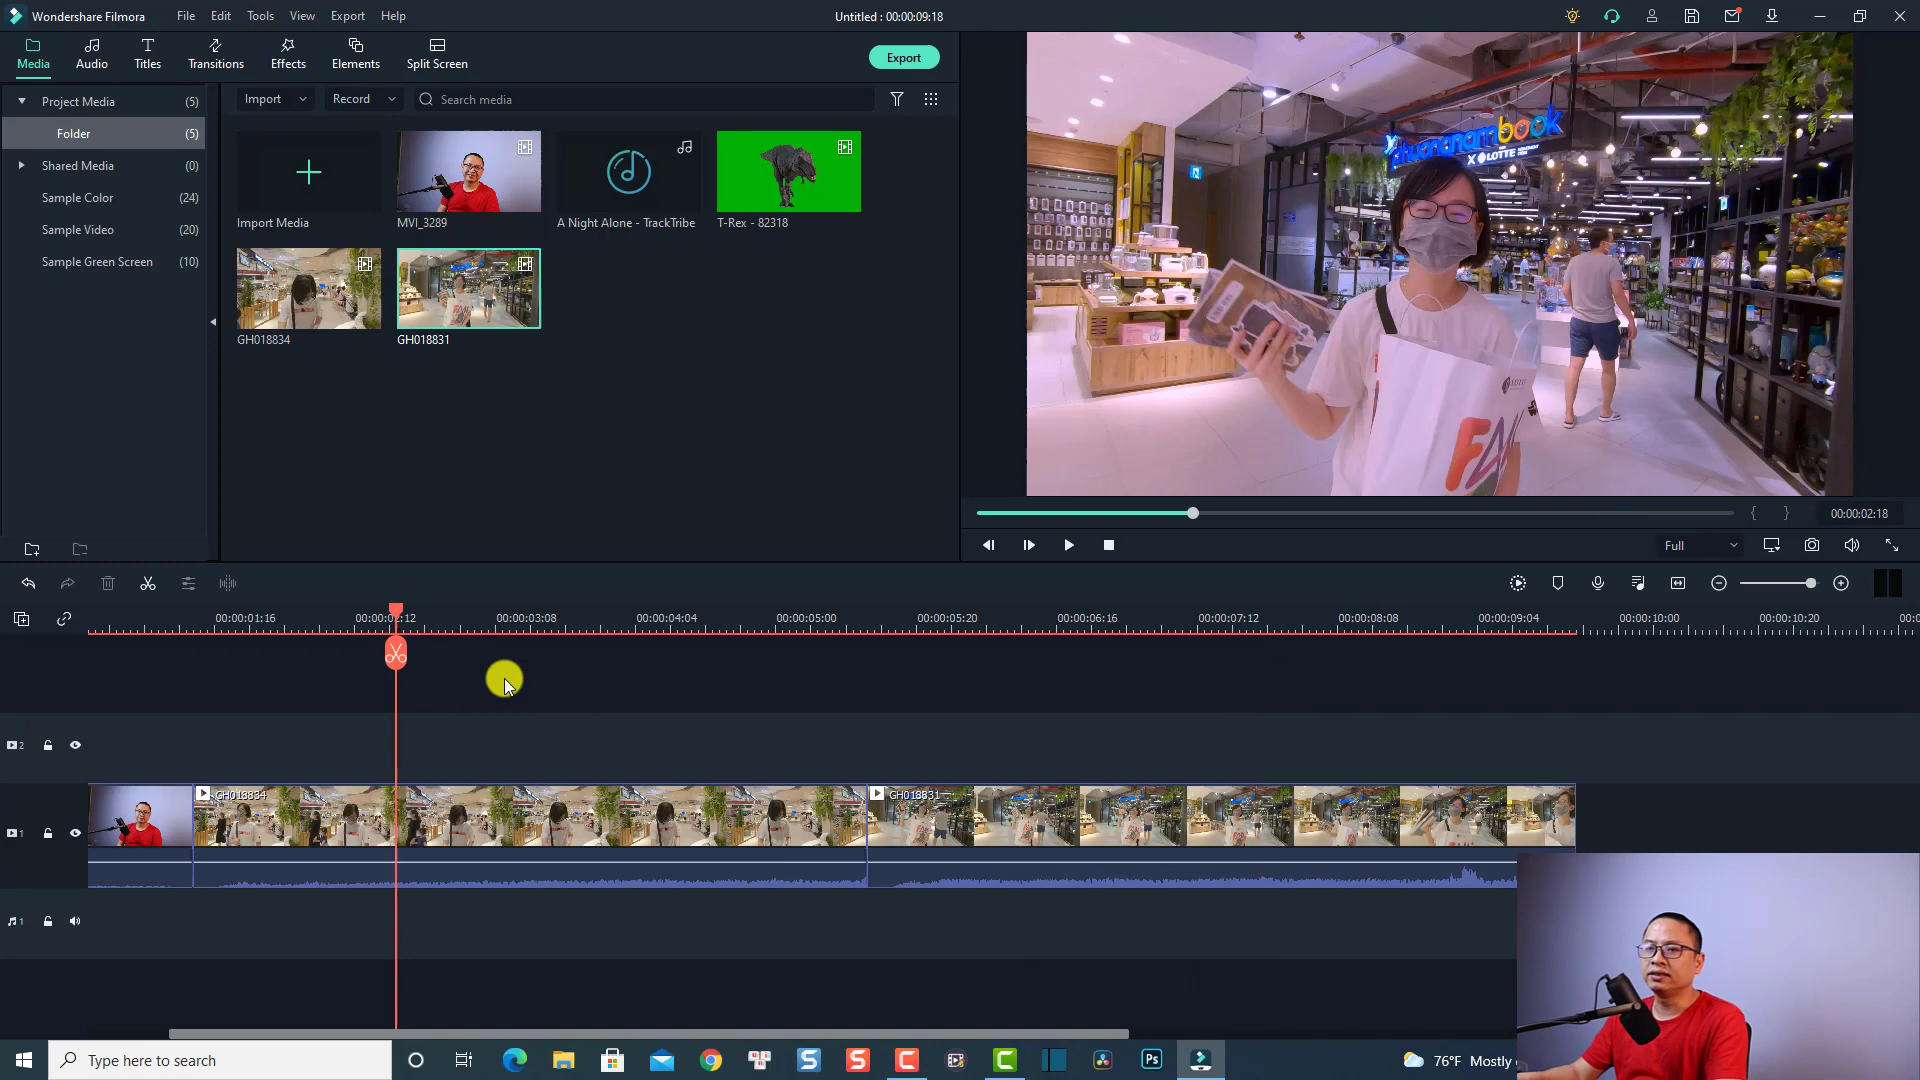 Wondershare Filmora
File Edit Tools View Export Help
Untitled : 00:00:09:18
Media Audio Titles Transitions Effects Elements Split Screen
Export
Project Media (5)
Folder (5)
Shared Media (0)
Sample Color (24)
Sample Video (20)
Sample Green Screen (10)
Import Record Search media
Import Media MVI_3289 A Night Alone - TrackTribe T-Rex - 82318
GH018834 GH018831
phuongnambook
X LOTTE
{ } 00:00:02:18
Full
00:00:01:16 00:00:02:12 00:00:03:08 00:00:04:04 00:00:05:00 00:00:05:20 00:00:06:16 00:00:07:12 00:00:08:08 00:00:09:04 00:00:10:00 00:00:10:20
2
GH018834 GH018831
1
1
Type here to search
S S C C Ps
76°F Mostly